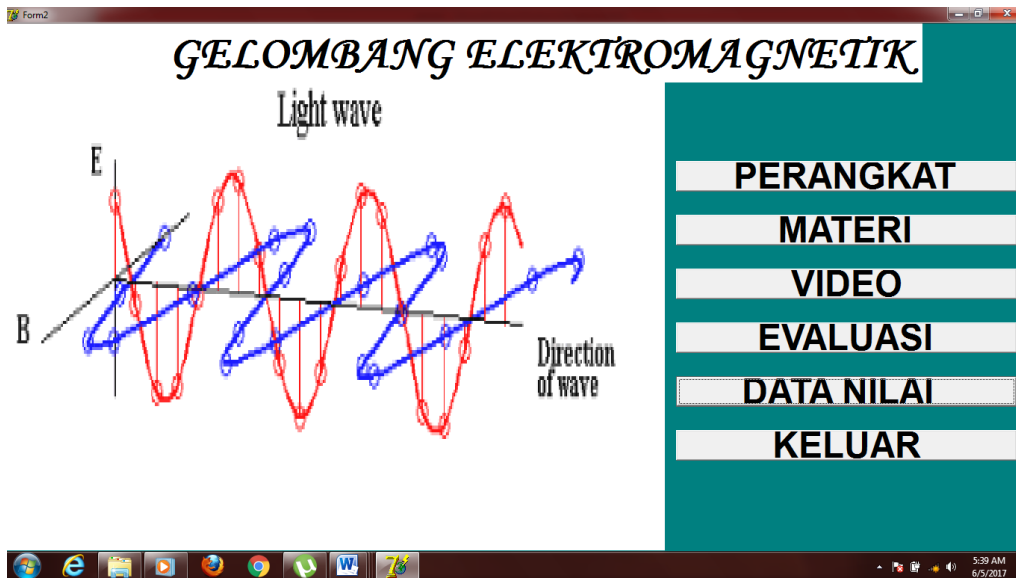 Form2
GELOMBANG ELEKTROMAGNETIK
Light wave
E
B
Direction
of wave
PERANGKAT
MATERI
VIDEO
EVALUASI
DATA NILAI
KELUAR
5:39 AM
6/5/2017